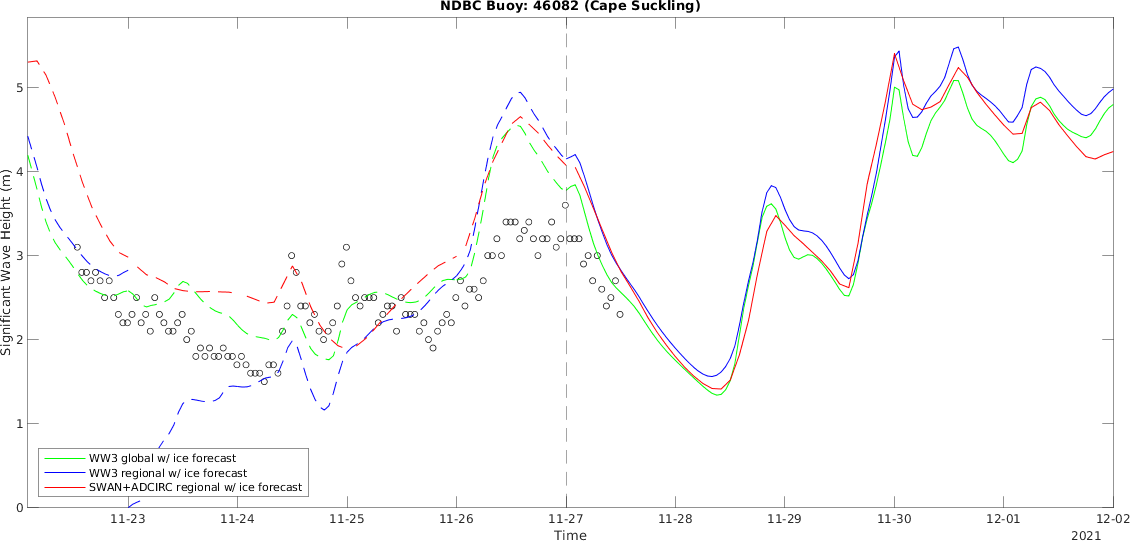 NDBC Buoy: 46082 (Cape Suckling)
Significant Wave Height (m)
5
4
3
2
1
0
WW3 global w/ ice forecast
WW3 regional w/ ice forecast
SWAN+ADCIRC regional w/ ice forecast
11-23 11-24 11-25 11-26 11-27 11-28 11-29 11-30 12-01 12-02
Time
2021